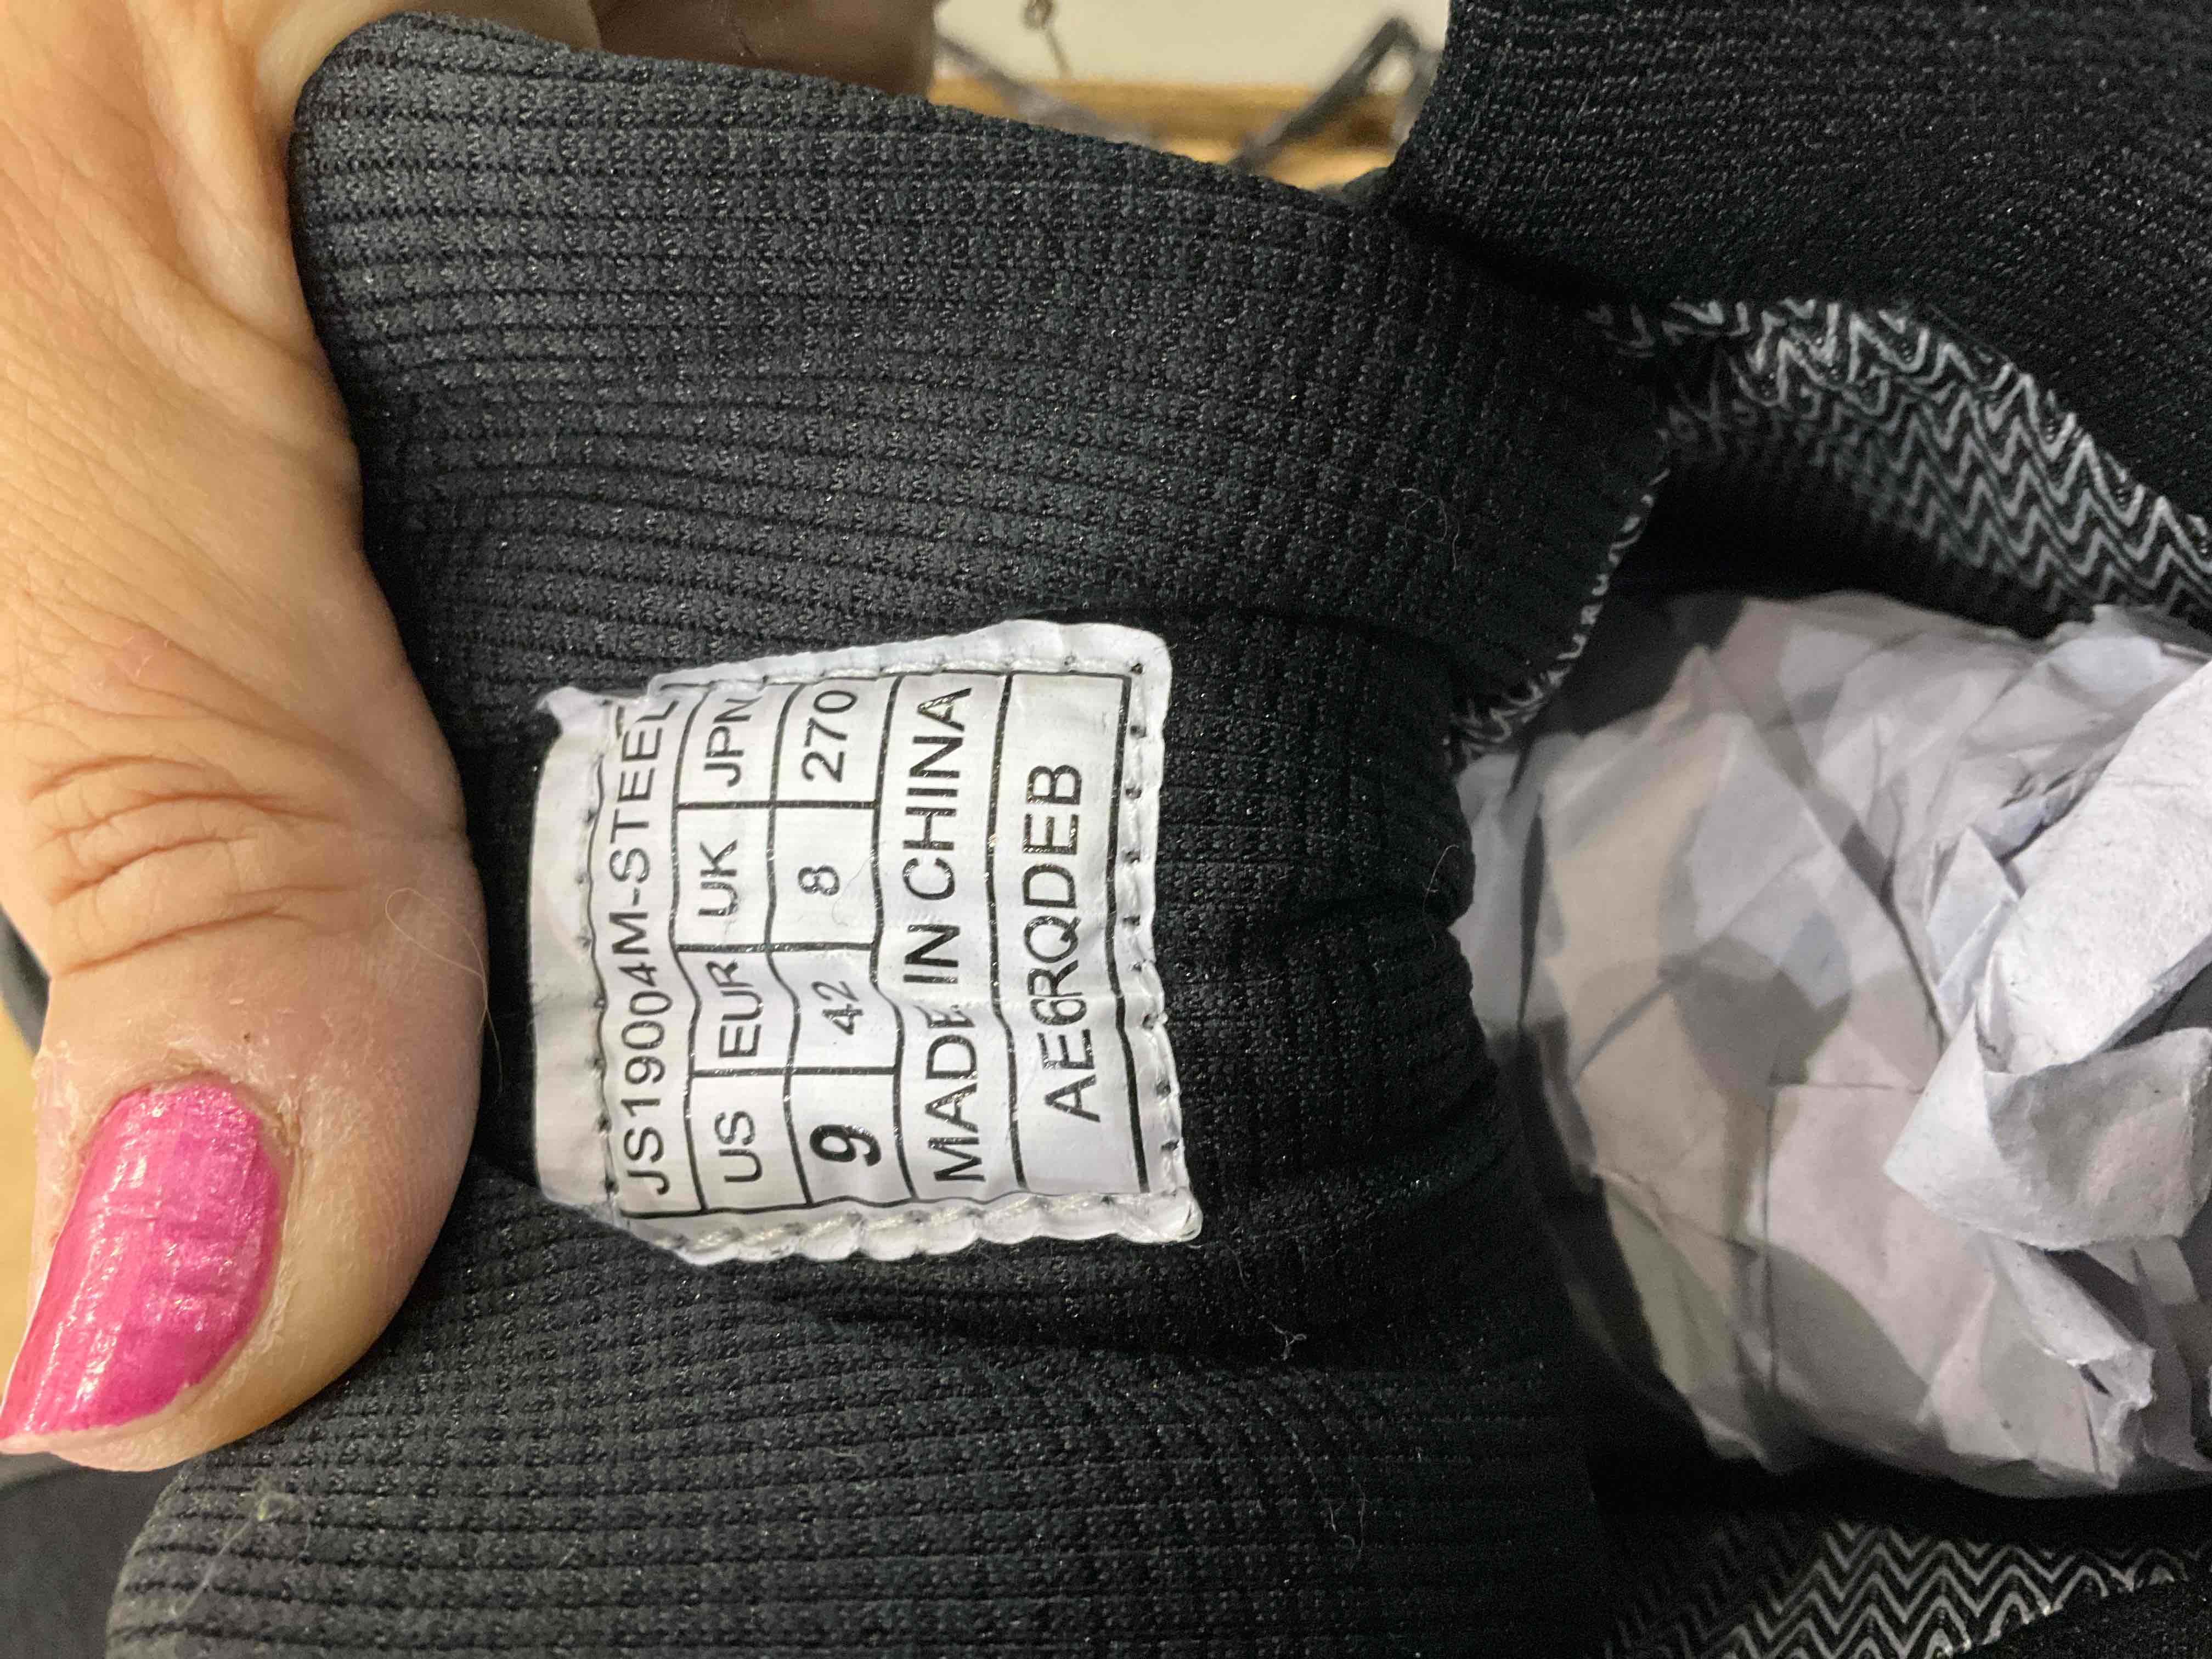 JS19004M-STEEL
US EUR UK JPN
9 42 8 270
MADE IN CHINA
AE6RQDEB